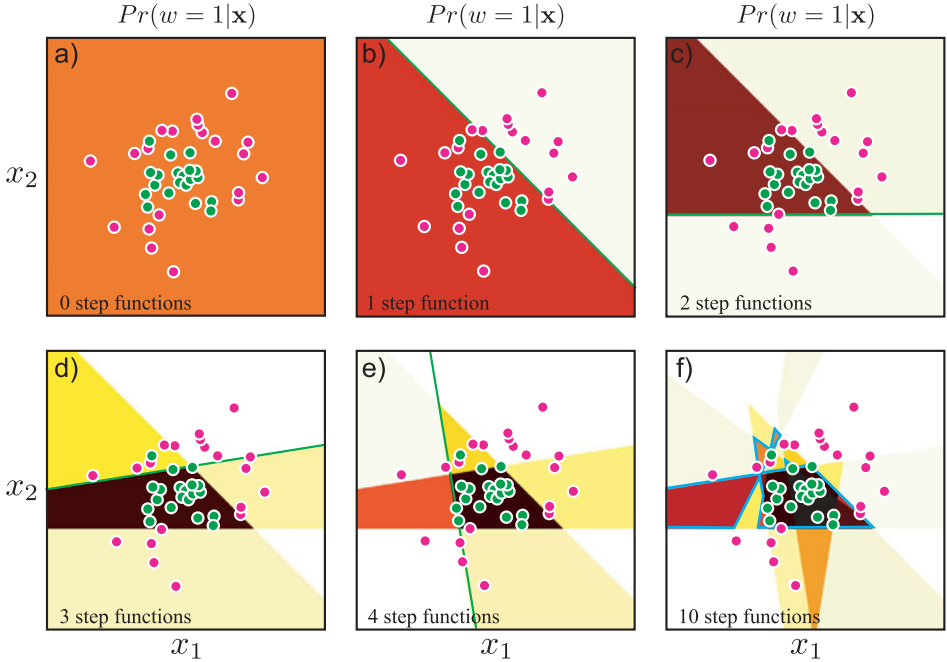 Pr(w = 1|x) Pr(w = 1|x) Pr(w = 1|x)
a) b) c)
x₂
0 step functions 1 step function 2 step functions
d) e) f)
x₂
3 step functions 4 step functions 10 step functions
x₁ x₁ x₁